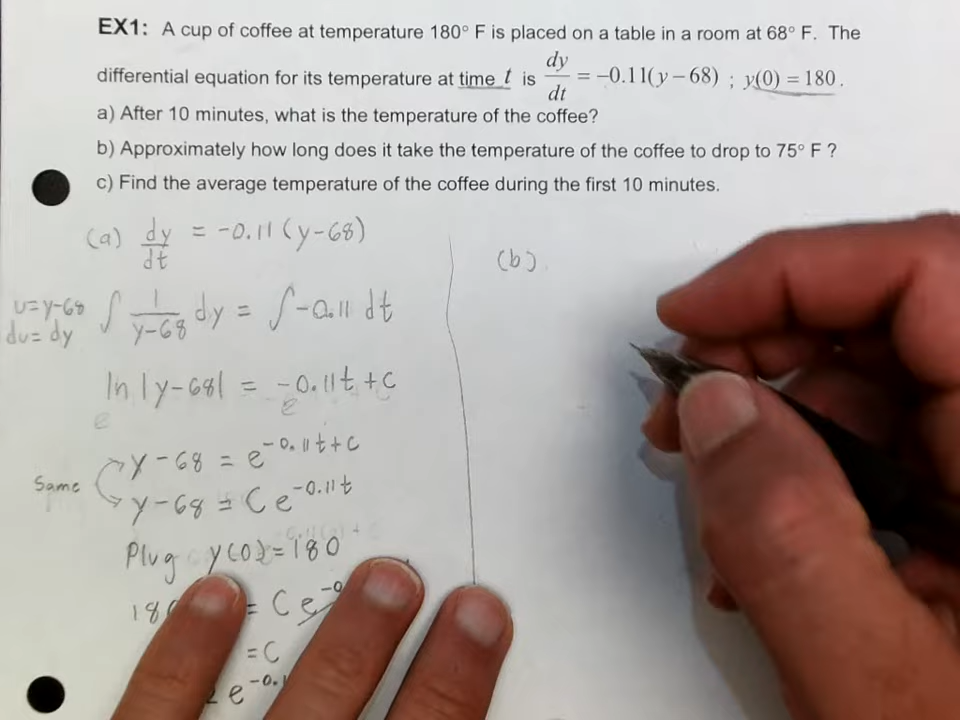 EX1: A cup of coffee at temperature 180° F is placed on a table in a room at 68° F. The
differential equation for its temperature at time t is dy/dt = -0.11(y-68) ; y(0) = 180.
a) After 10 minutes, what is the temperature of the coffee?
b) Approximately how long does it take the temperature of the coffee to drop to 75° F ?
c) Find the average temperature of the coffee during the first 10 minutes.
(a) dy/dt = -0.11 (y-68)
(b)
u=y-68
du=dy
∫ 1/(y-68) dy = ∫ -0.11 dt
ln |y-68| = -0.11t + C
e e
y-68 = e^(-0.11t+C)
Same
y-68 = C e^(-0.11t)
Plug y(0)=180
= C e
= C
e^(-0.